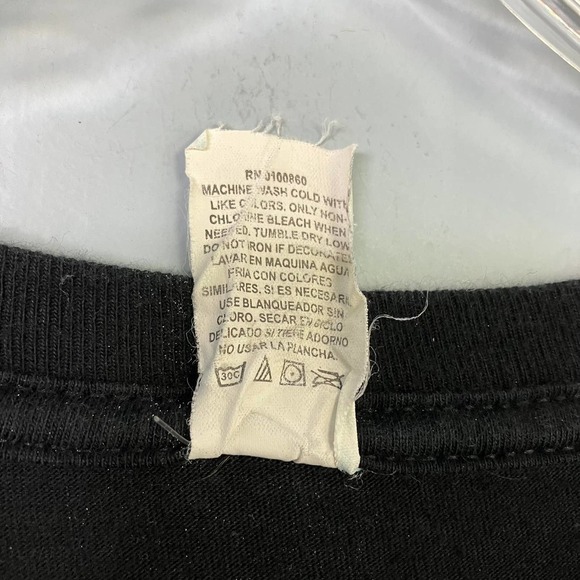 RN 0100860
MACHINE WASH COLD WITH
LIKE COLORS. ONLY NON-
CHLORINE BLEACH WHEN
NEEDED. TUMBLE DRY LOW
DO NOT IRON IF DECORATED
LAVAR EN MAQUINA AGUA
FRIA CON COLORES
SIMILARES. SI ES NECESARIO
USE BLANQUEADOR SIN
CLORO, SECAR EN CICLO
DELICADO SI TIENE ADORNO
NO USAR LA PLANCHA.
30C